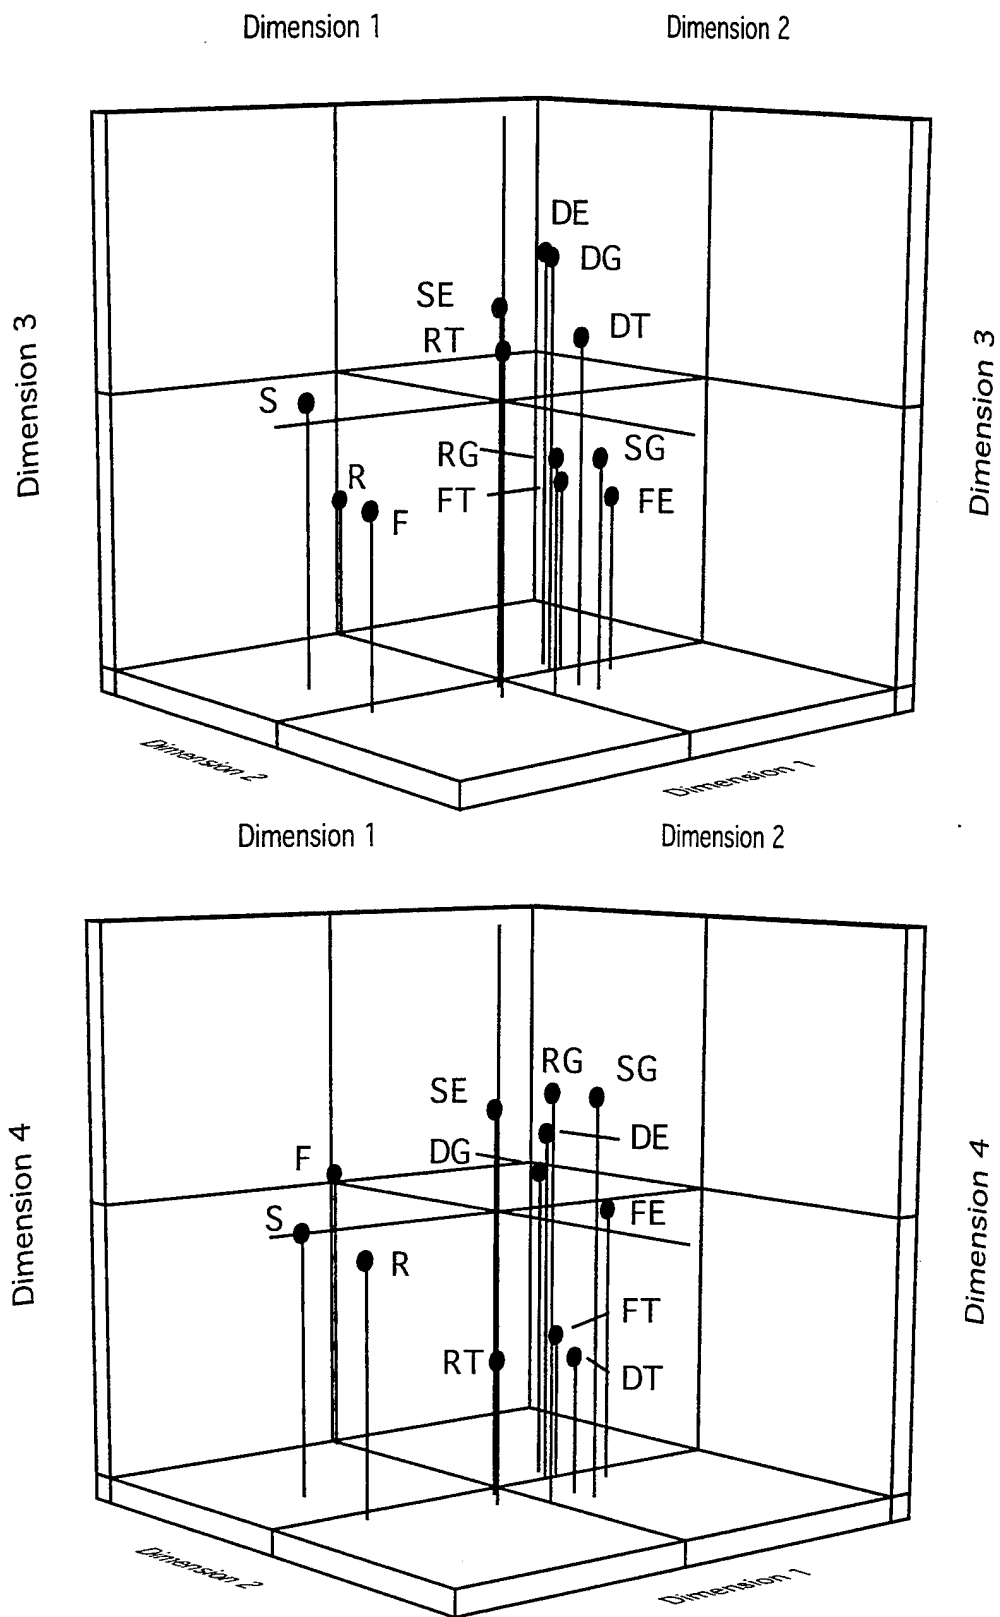 Dimension 1 Dimension 2
DE
DG
SE
DT
RT
S
RG
SG
R
FT
FE
F
Dimension 3
Dimension 3
Dimension 2
Dimension 1
Dimension 1 Dimension 2
RG
SG
SE
DE
DG
F
S
FE
R
FT
RT
DT
Dimension 4
Dimension 4
Dimension 2
Dimension 1